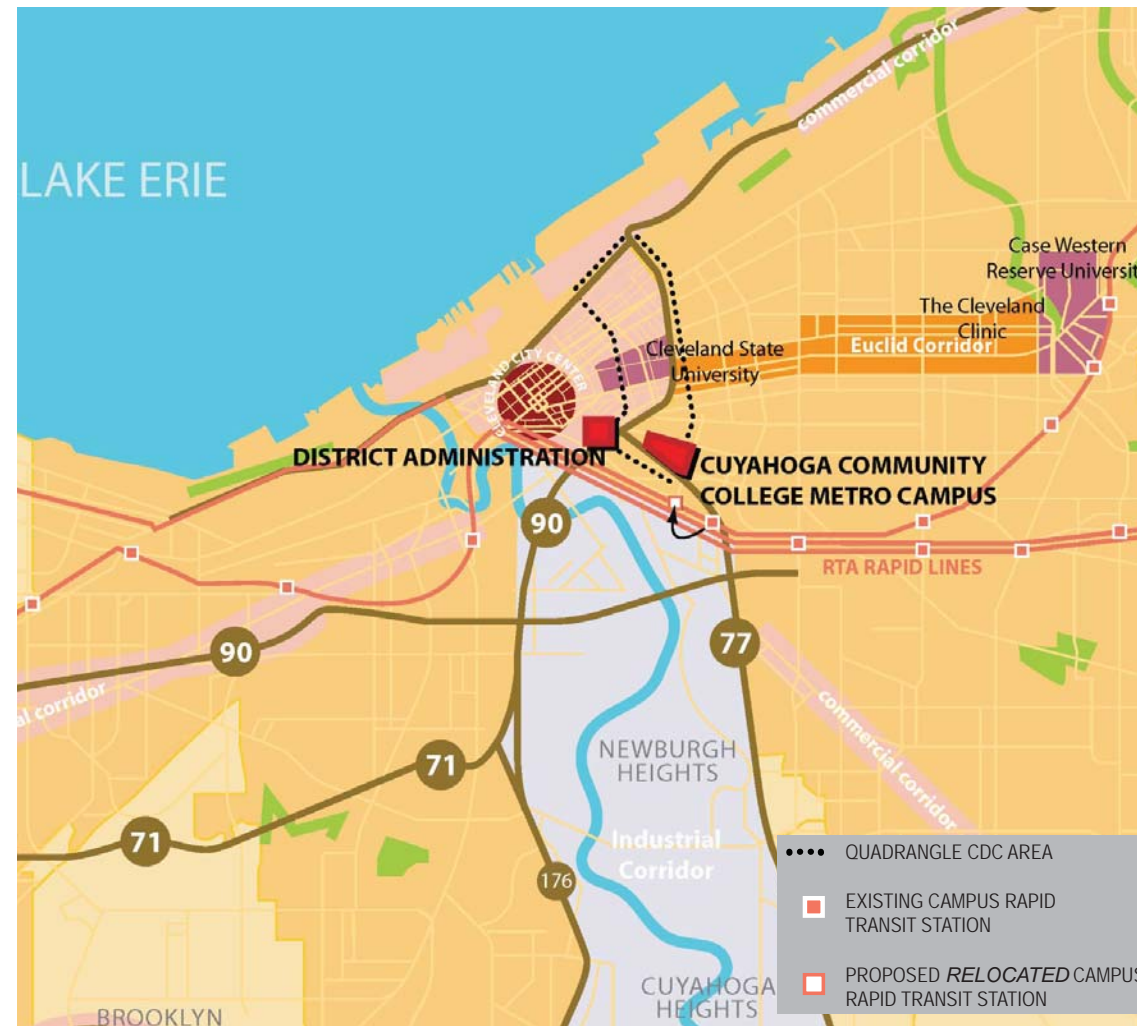 commercial corridor
LAKE ERIE
Case Western
Reserve Universit
The Cleveland
Clinic
Euclid Corridor
Cleveland State
University
CLEVELAND CITY CENTER
DISTRICT ADMINISTRATION
CUYAHOGA COMMUNITY
COLLEGE METRO CAMPUS
90
RTA RAPID LINES
90
77
al corridor
commercial corridor
NEWBURGH
HEIGHTS
71
71
Industrial
Corridor
176
QUADRANGLE CDC AREA
EXISTING CAMPUS RAPID
TRANSIT STATION
PROPOSED RELOCATED CAMPUS
RAPID TRANSIT STATION
CUYAHOGA
HEIGHTS
BROOKLYN